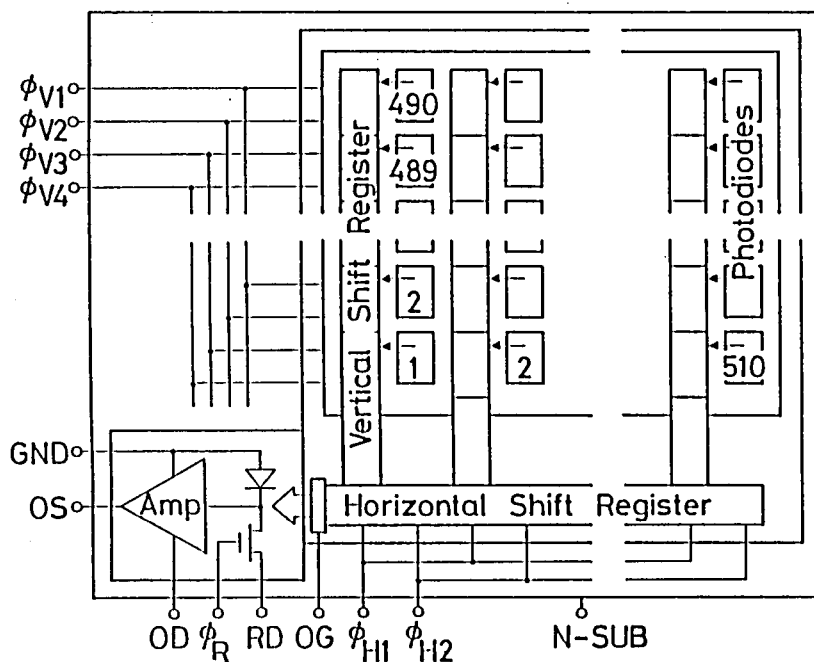 ϕV1
ϕV2
ϕV3
ϕV4
490
489
2
1
2
510
Vertical Shift Register
Photodiodes
GND
OS
Amp
Horizontal Shift Register
OD
ϕR
RD
OG
ϕH1
ϕH2
N-SUB